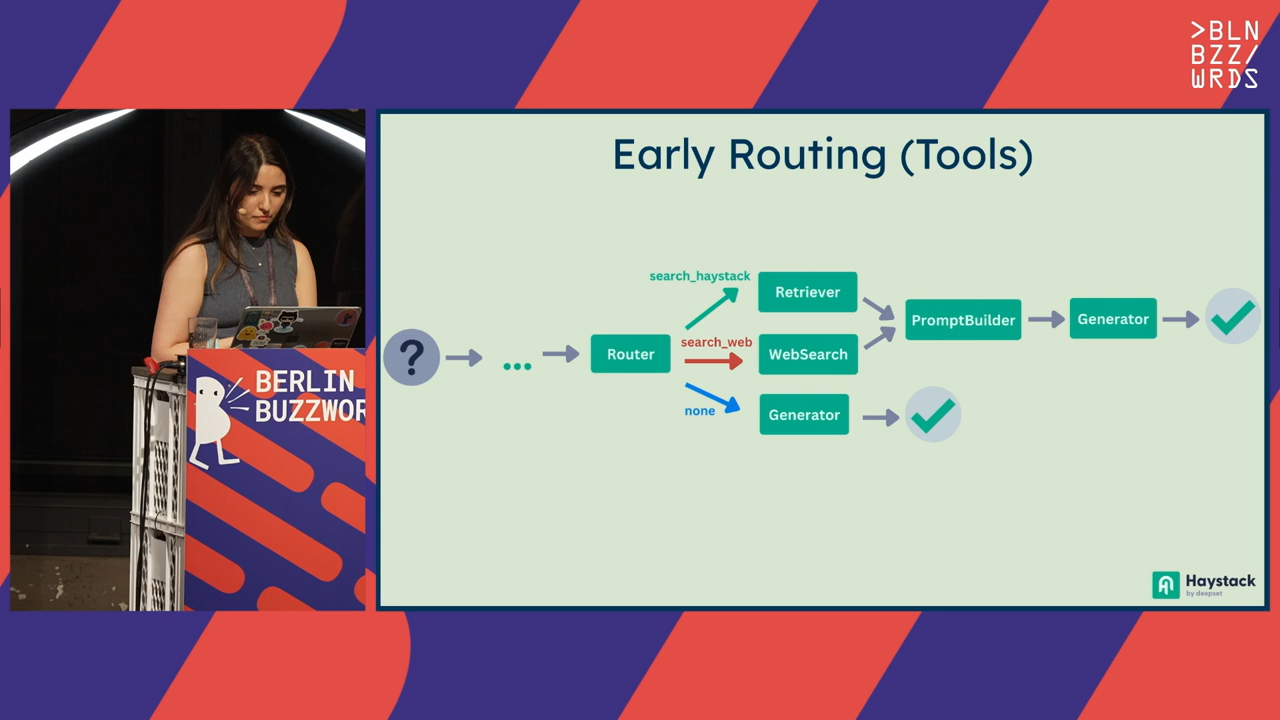 >BLN
BZZ/
WRDS
Early Routing (Tools)
search_haystack
Retriever
search_web
Router
WebSearch
none
Generator
PromptBuilder
Generator
?
...
BERLIN
BUZZWOR
Haystack
by deepset